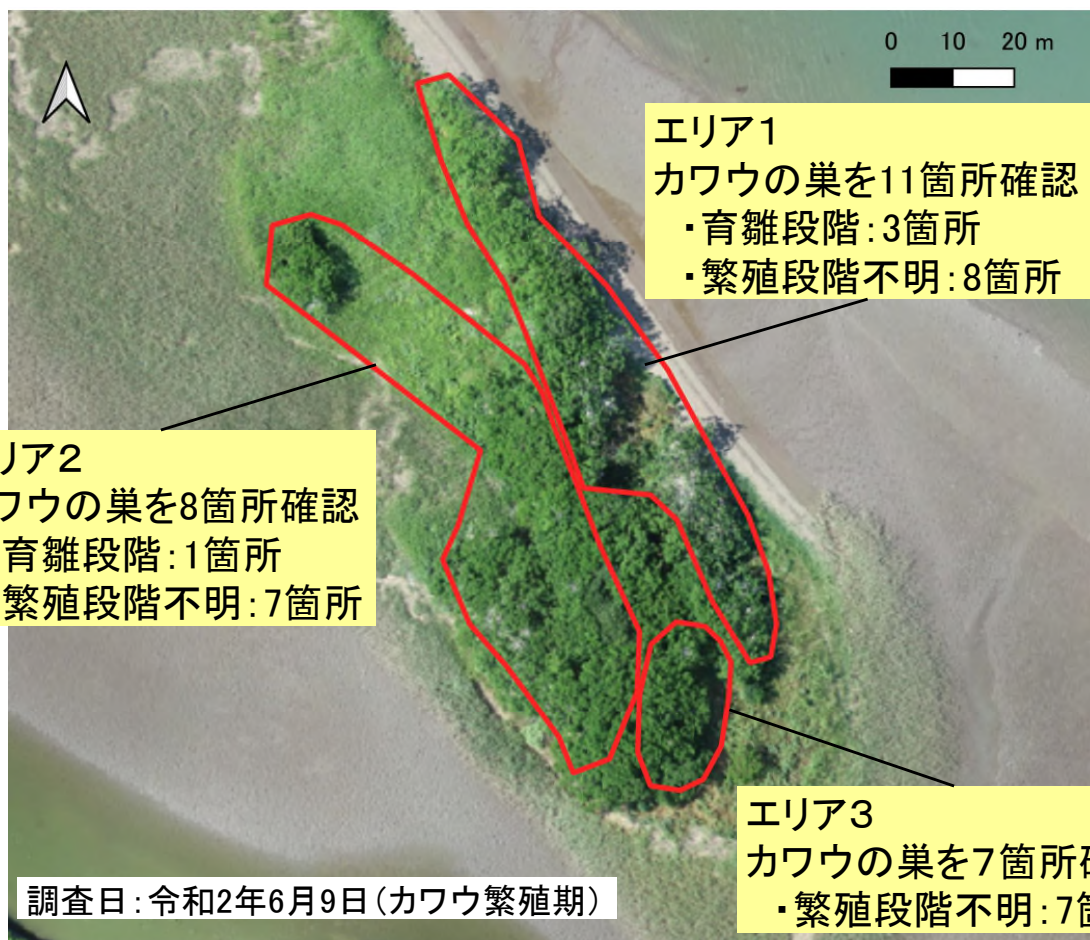 0 10 20 m
エリア1
カワウの巣を11箇所確認
・育雛段階:3箇所
・繁殖段階不明:8箇所
リア2
ワウの巣を8箇所確認
育雛段階:1箇所
繁殖段階不明:7箇所
エリア3
カワウの巣を7箇所
・繁殖段階不明:7
調査日:令和2年6月9日(カワウ繁殖期)